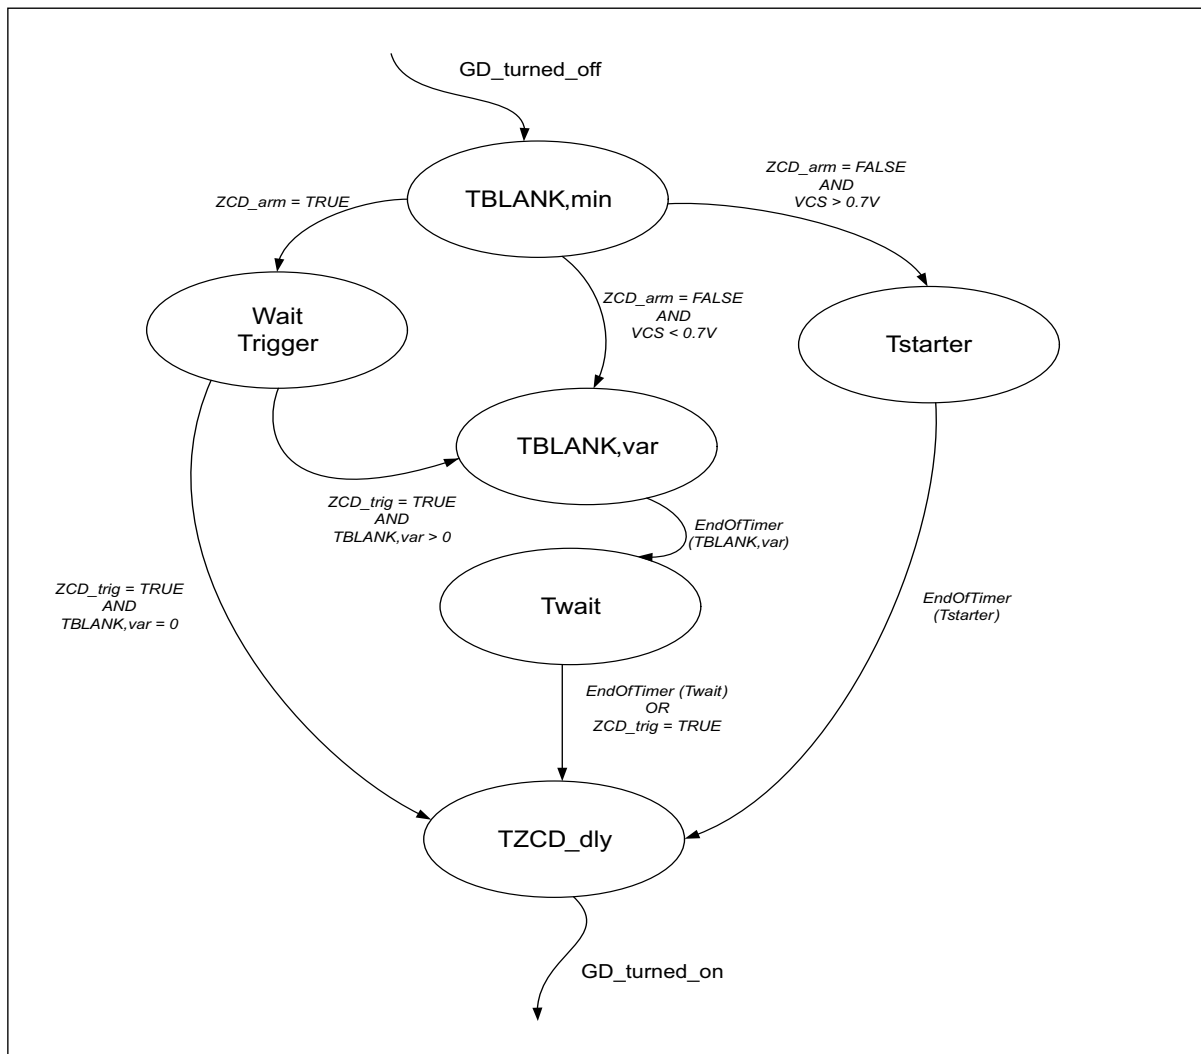 GD_turned_off
TBLANK,min
ZCD_arm = TRUE
ZCD_arm = FALSE
AND
VCS > 0.7V
ZCD_arm = FALSE
AND
VCS < 0.7V
Wait
Trigger
Tstarter
TBLANK,var
ZCD_trig = TRUE
AND
TBLANK,var > 0
EndOfTimer
(TBLANK,var)
Twait
ZCD_trig = TRUE
AND
TBLANK,var = 0
EndOfTimer
(Tstarter)
EndOfTimer (Twait)
OR
ZCD_trig = TRUE
TZCD_dly
GD_turned_on